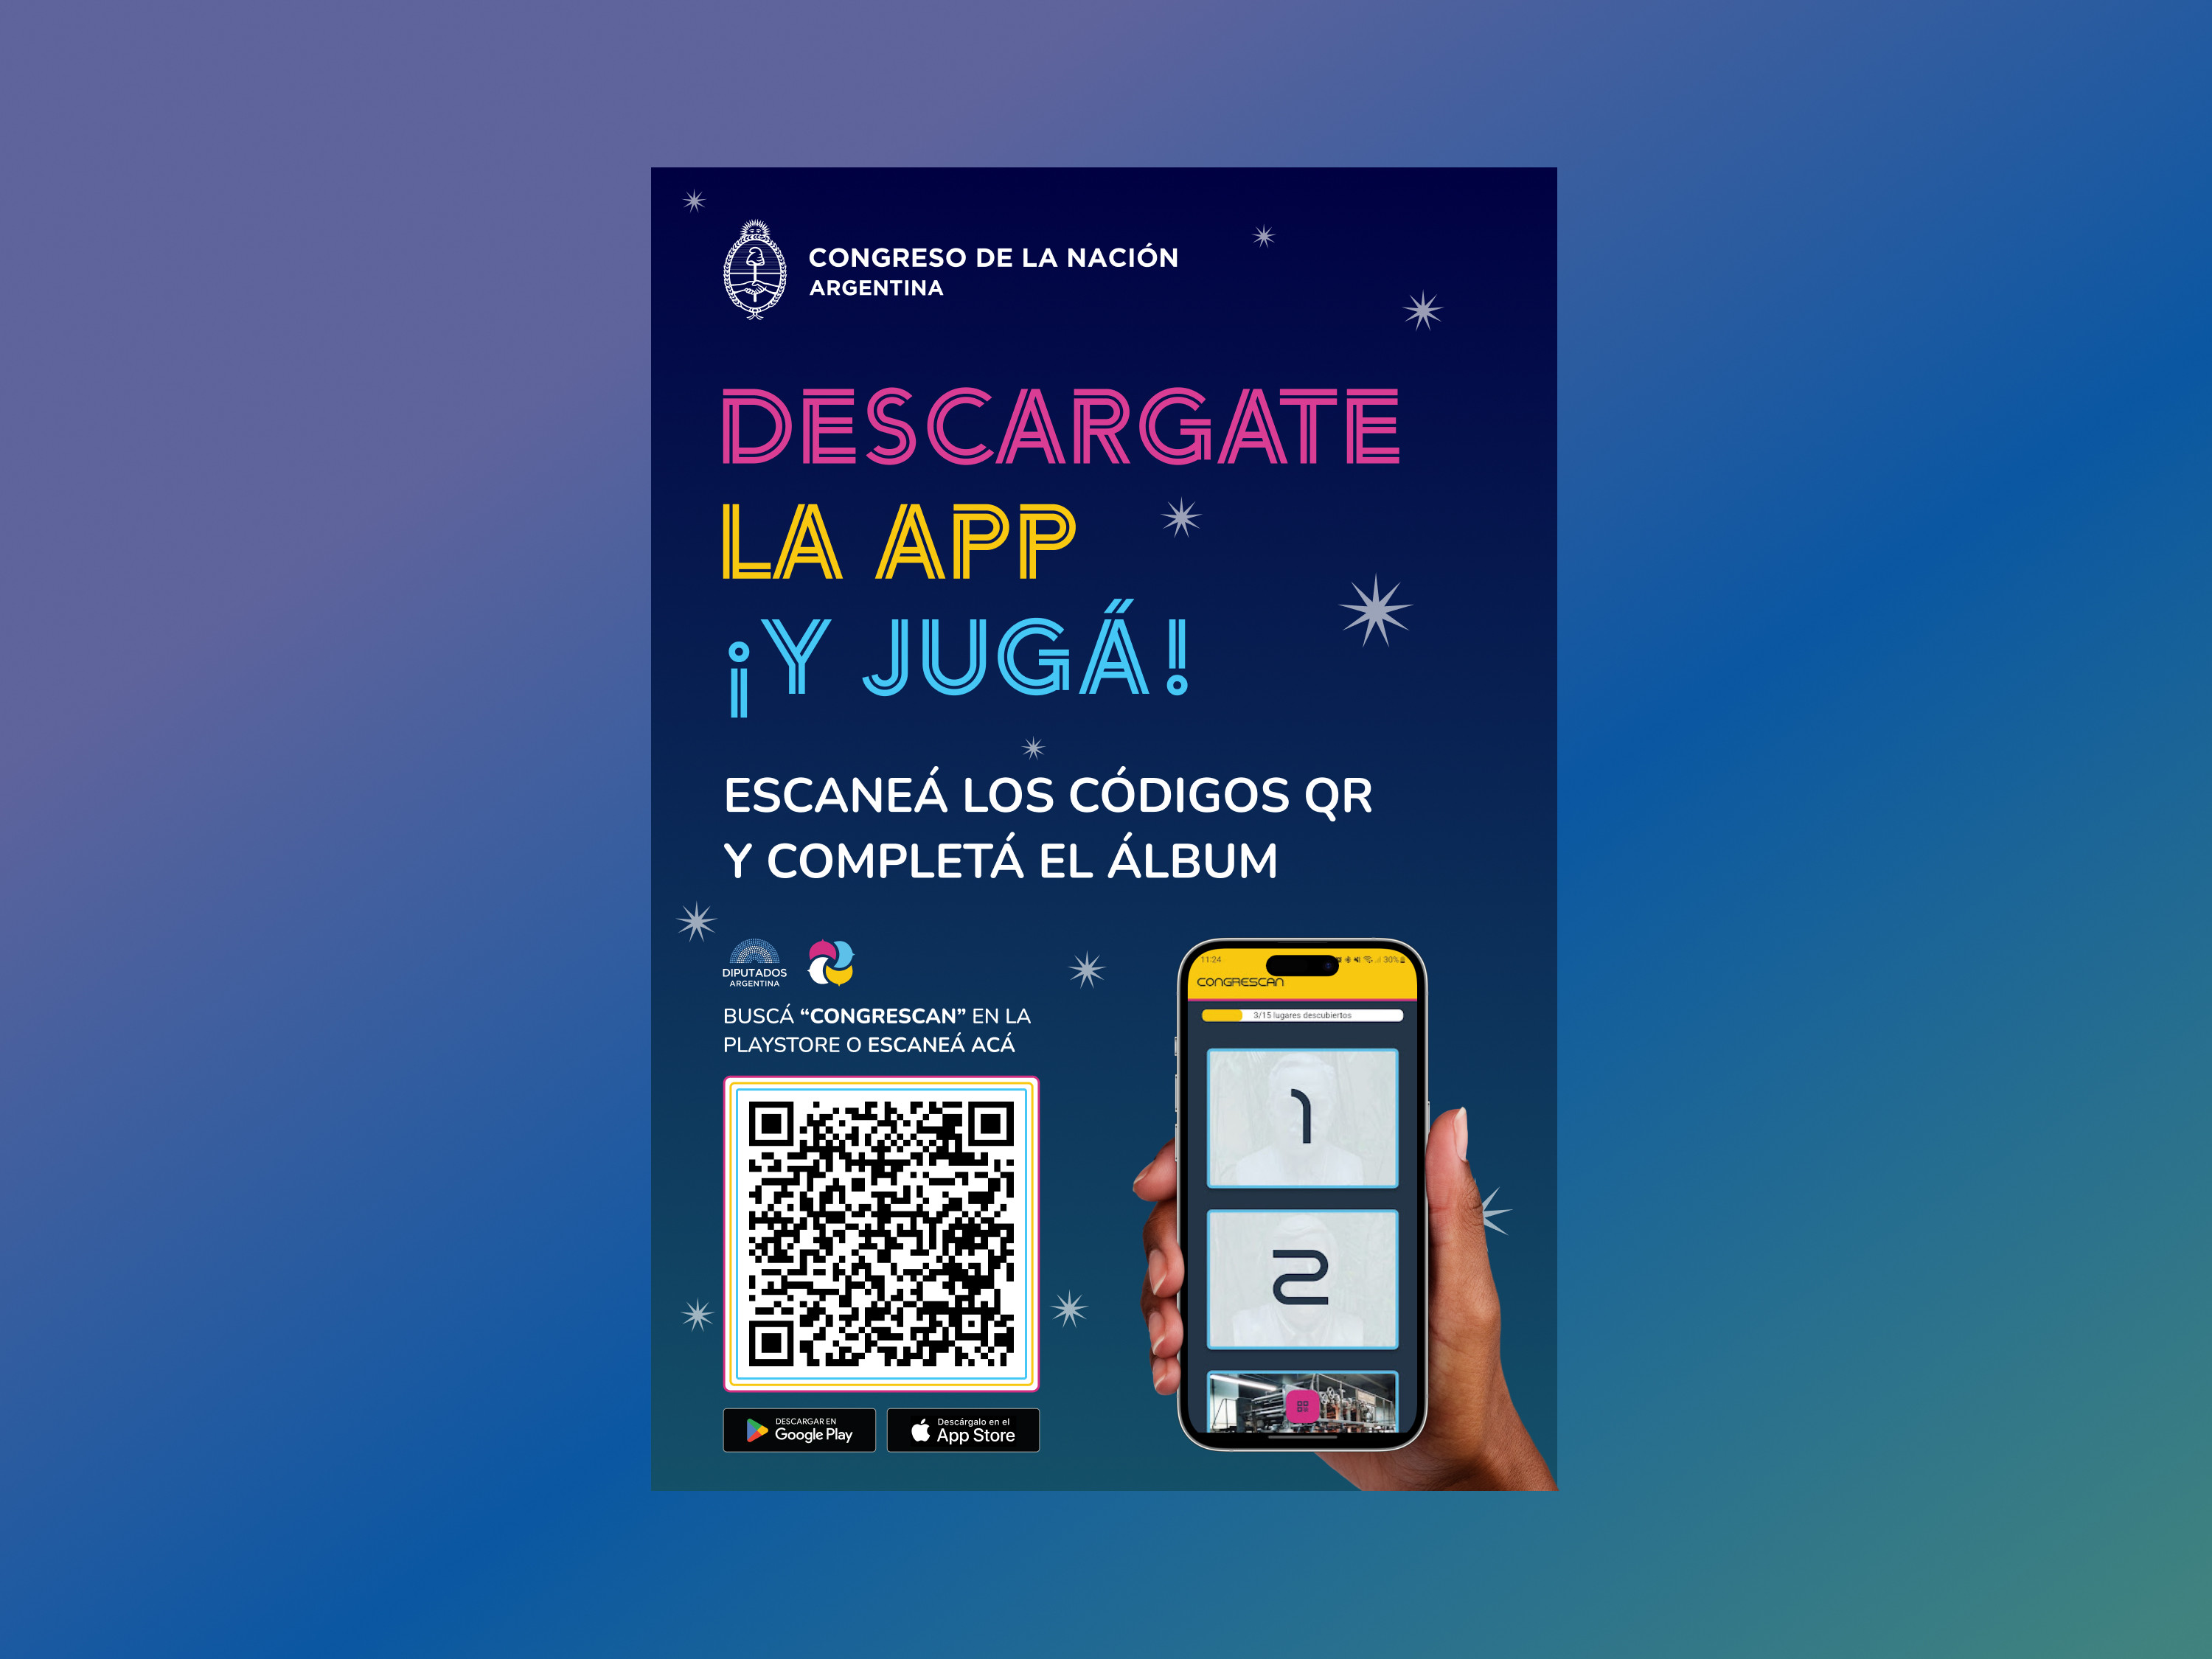 CONGRESO DE LA NACIÓN
ARGENTINA
DESCARGATE
LA APP
¡Y JUGÁ!
ESCANEÁ LOS CÓDIGOS QR
Y COMPLETÁ EL ÁLBUM
DIPUTADOS
ARGENTINA
BUSCÁ “CONGRESCAN” EN LA
PLAYSTORE O ESCANEÁ ACÁ
DESCARGAR EN
Google Play
Descárgalo en el
App Store
11:24
30%
CONGRESCAN
3/15 lugares descubiertos
1
2